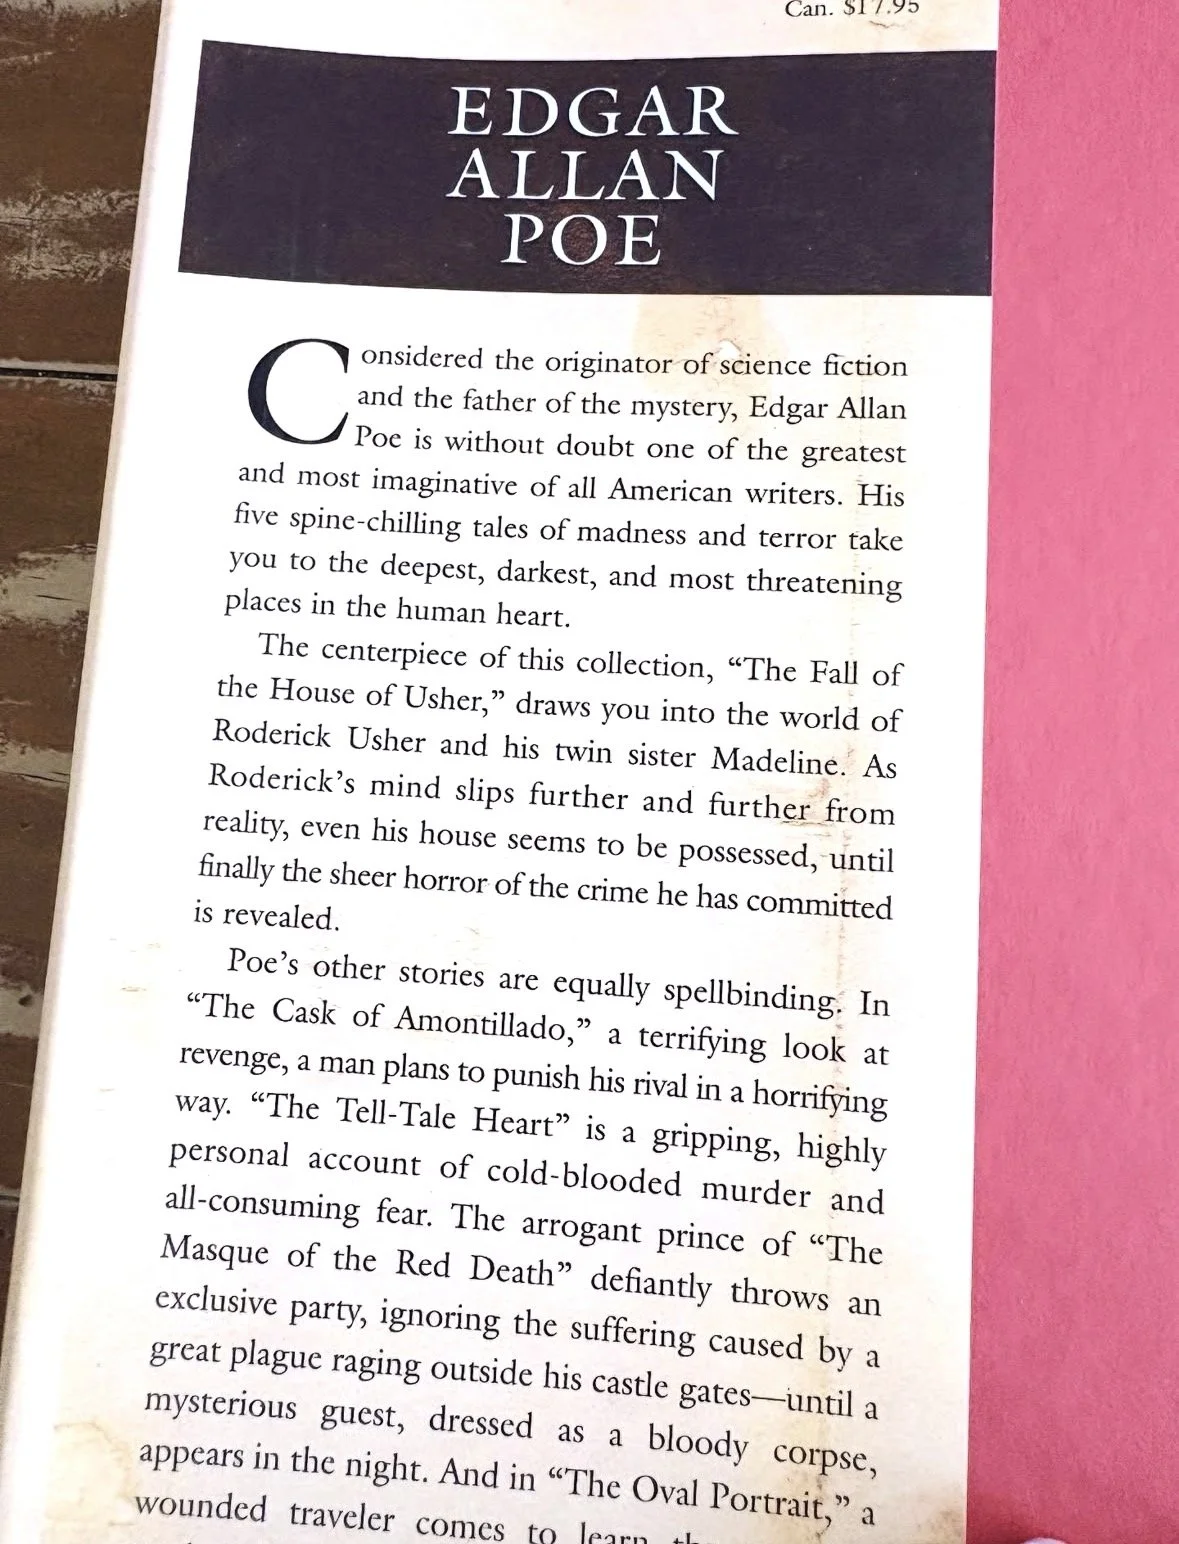 Can. $17.95
EDGAR
ALLAN
POE
Considered the originator of science fiction
and the father of the mystery, Edgar Allan
Poe is without doubt one of the greatest
and most imaginative of all American writers. His
five spine-chilling tales of madness and terror take
you to the deepest, darkest, and most threatening
places in the human heart.
The centerpiece of this collection, “The Fall of
the House of Usher,” draws you into the world of
Roderick Usher and his twin sister Madeline. As
Roderick’s mind slips further and further from
reality, even his house seems to be possessed, until
finally the sheer horror of the crime he has committed
is revealed.
Poe’s other stories are equally spellbinding. In
“The Cask of Amontillado,” a terrifying look at
revenge, a man plans to punish his rival in a horrifying
way. “The Tell-Tale Heart” is a gripping, highly
personal account of cold-blooded murder and
all-consuming fear. The arrogant prince of “The
Masque of the Red Death” defiantly throws an
exclusive party, ignoring the suffering caused by a
great plague raging outside his castle gates—until a
mysterious guest, dressed as a bloody corpse,
appears in the night. And in “The Oval Portrait,” a
wounded traveler comes to learn